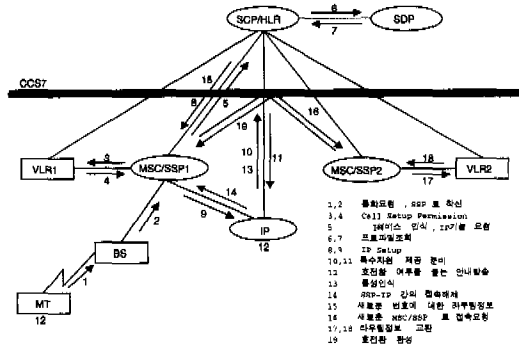 SCP/HLR
6
SDP
7
CCS7
15
8
5
19
16
10
13
11
VLR1
3
4
MSC/SSP1
MSC/SSP2
18
17
VLR2
14
9
2
IP
12
BS
1
MT
12
1,2 통화요원 , SSP 로 착신
3,4 Call Setup Permission
5 서비스 인식 , IP기능 요원
6,7 프로파일조회
8,9 IP Setup
10,11 특수자원 제공 준비
12 호전환 여부를 묻는 안내방송
13 음성인식
14 SSP-IP 간의 접속해제
15 새로운 번호에 대한 라우팅정보
16 새로운 MSC/SSP 로 접속요청
17,18 라우팅정보 교환
19 호전환 완성